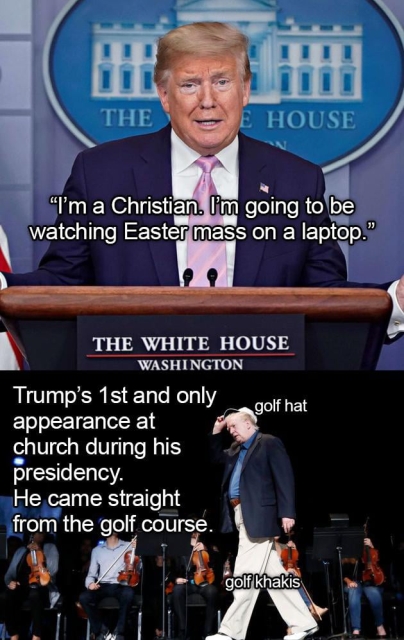 THE E HOUSE
“I’m a Christian. I’m going to be
watching Easter mass on a laptop.”
THE WHITE HOUSE
WASHINGTON
Trump’s 1st and only
appearance at
church during his
presidency.
He came straight
from the golf course.
golf hat
golf khakis